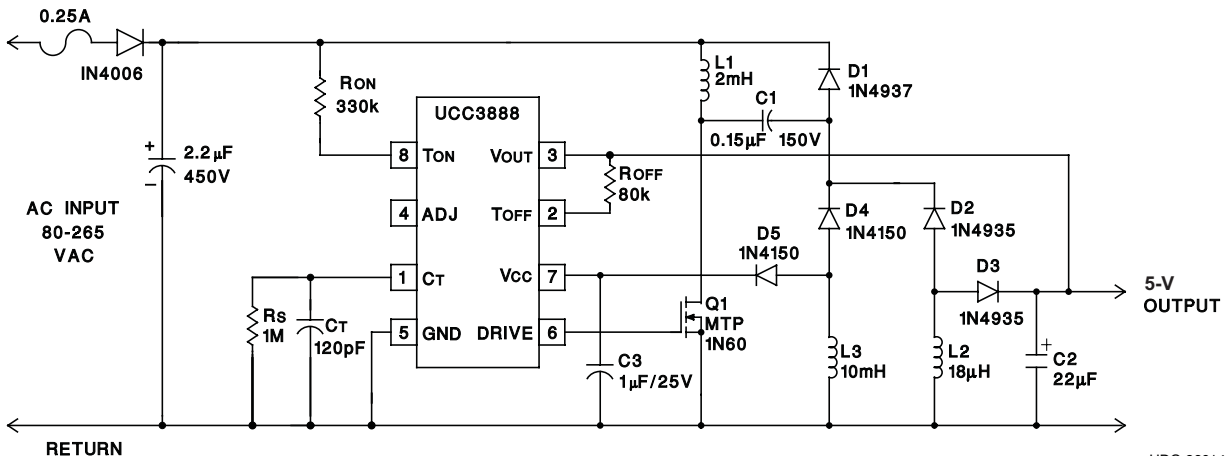 0.25A
IN4006
RON
330k
2.2µF
450V
+
−
AC INPUT
80-265
VAC
UCC3888
8 TON
4 ADJ
1 CT
5 GND
VOUT 3
TOFF 2
VCC 7
DRIVE 6
ROFF
80k
RS
1M
CT
120pF
L1
2mH
C1
0.15µF 150V
D1
1N4937
D4
1N4150
D2
1N4935
D5
1N4150
D3
1N4935
Q1
MTP
1N60
C3
1µF/25V
L3
10mH
L2
18µH
+
C2
22µF
5-V
OUTPUT
RETURN